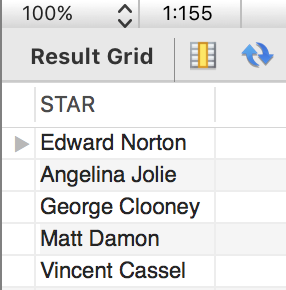 100% 1:155
Result Grid
STAR
Edward Norton
Angelina Jolie
George Clooney
Matt Damon
Vincent Cassel